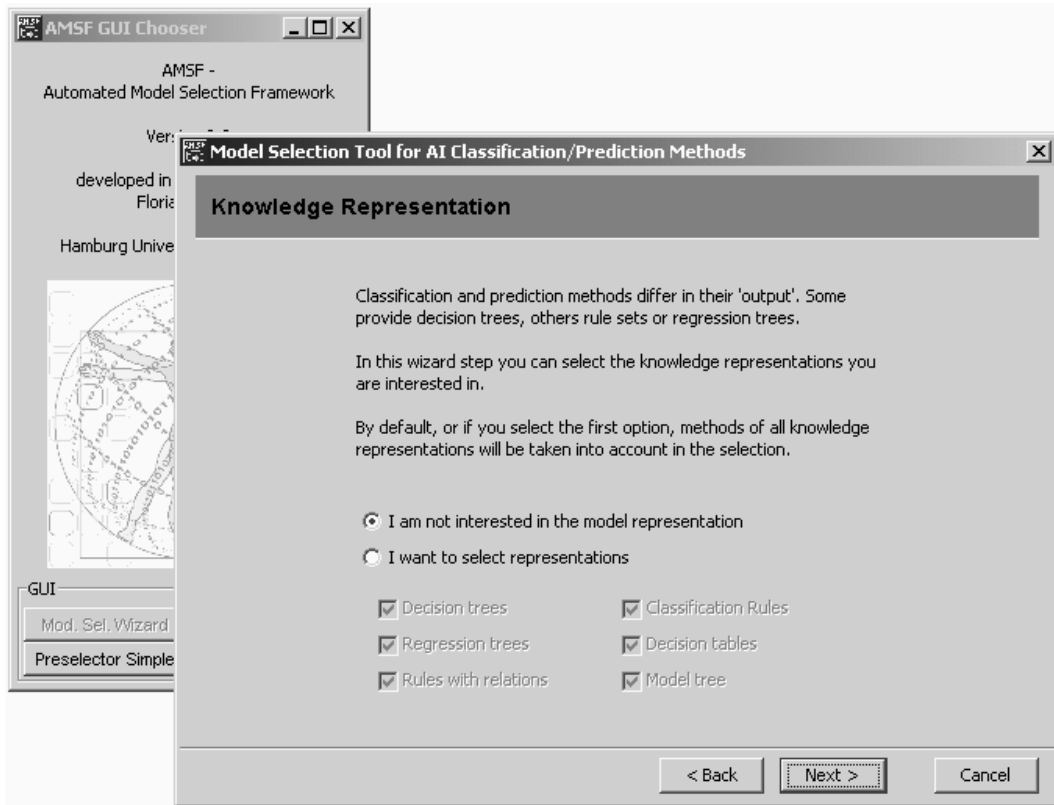 AMSF GUI Chooser
AMSF -
Automated Model Selection Framework
developed in
Hamburg
GUI
Mod. Sel. Wizard
Preselector Simple
Model Selection Tool for AI Classification/Prediction Methods
Knowledge Representation
Classification and prediction methods differ in their 'output'. Some
provide decision trees, others rule sets or regression trees.
In this wizard step you can select the knowledge representations you
are interested in.
By default, or if you select the first option, methods of all knowledge
representations will be taken into account in the selection.
I am not interested in the model representation
I want to select representations
Decision trees
Classification Rules
Regression trees
Decision tables
Rules with relations
Model tree
< Back
Next >
Cancel